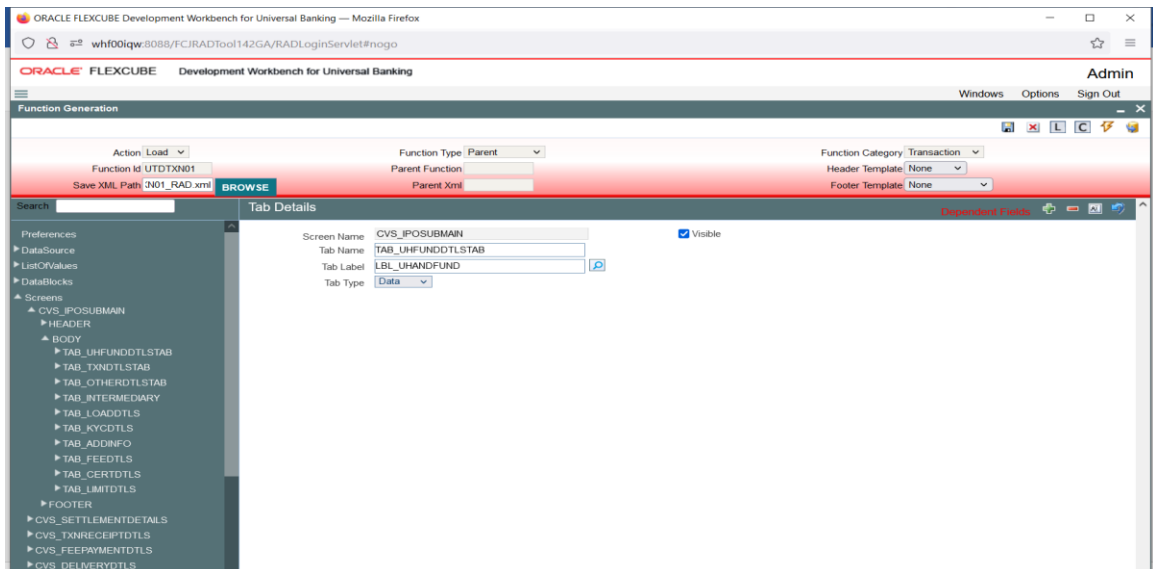 ORACLE FLEXCUBE Development Workbench for Universal Banking — Mozilla Firefox
whf00iqw:8088/FCJRADTool142GA/RADLoginServlet#nogo
ORACLE FLEXCUBE Development Workbench for Universal Banking Admin
Windows Options Sign Out
Function Generation
L C
Action Load Function Type Parent Function Category Transaction
Function Id UTDTXN01 Parent Function Header Template None
Save XML Path XN01_RAD.xml BROWSE Parent Xml Footer Template None
Search Tab Details Dependent Fields
Preferences
DataSource
ListOfValues
DataBlocks
Screens
CVS_IPOSUBMAIN
HEADER
BODY
TAB_UHFUNDDTLSTAB
TAB_TXNDTLSTAB
TAB_OTHERDTLSTAB
TAB_INTERMEDIARY
TAB_LOADDTLS
TAB_KYCDTLS
TAB_ADDINFO
TAB_FEEDTLS
TAB_CERTDTLS
TAB_LIMITDTLS
FOOTER
CVS_SETTLEMENTDETAILS
CVS_TXNRECEIPTDTLS
CVS_FEEPAYMENTDTLS
CVS_DELIVERYDTLS
Screen Name CVS_IPOSUBMAIN Visible
Tab Name TAB_UHFUNDDTLSTAB
Tab Label LBL_UHANDFUND
Tab Type Data